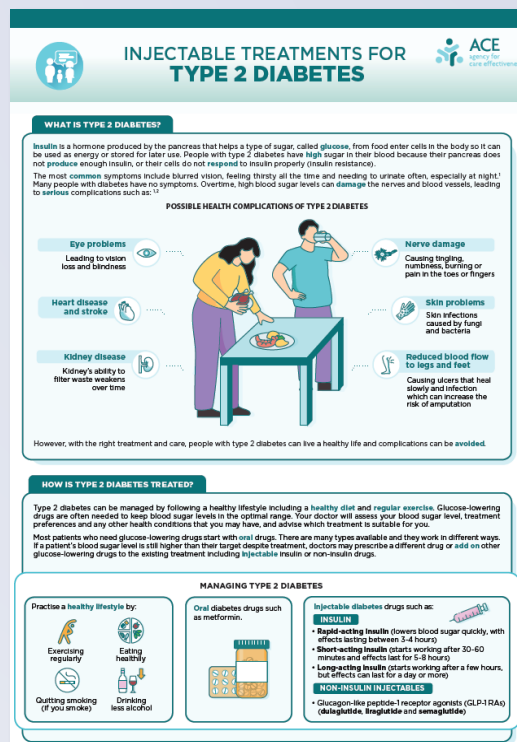 INJECTABLE TREATMENTS FOR
TYPE 2 DIABETES
ACE
agency for
care effectivene
WHAT IS TYPE 2 DIABETES?
Insulin is a hormone produced by the pancreas that helps a type of sugar, called glucose, from food enter cells in the body so it can
be used as energy or stored for later use. People with type 2 diabetes have high sugar in their blood because their pancreas does
not produce enough insulin, or their cells do not respond to insulin properly (insulin resistance).
The most common symptoms include blurred vision, feeling thirsty all the time and needing to urinate often, especially at night.¹
Many people with diabetes have no symptoms. Overtime, high blood sugar levels can damage the nerves and blood vessels, leading
to serious complications such as: ¹,²
POSSIBLE HEALTH COMPLICATIONS OF TYPE 2 DIABETES
Eye problems
Leading to vision
loss and blindness
Heart disease
and stroke
Kidney disease
Kidney's ability to
filter waste weakens
over time
Nerve damage
Causing tingling,
numbness, burning or
pain in the toes or fingers
Skin problems
Skin infections
caused by fungi
and bacteria
Reduced blood flow
to legs and feet
Causing ulcers that heal
slowly and infection
which can increase the
risk of amputation
However, with the right treatment and care, people with type 2 diabetes can live a healthy life and complications can be avoided.
HOW IS TYPE 2 DIABETES TREATED?
Type 2 diabetes can be managed by following a healthy lifestyle including a healthy diet and regular exercise. Glucose-lowering
drugs are often needed to keep blood sugar levels in the optimal range. Your doctor will assess your blood sugar level, treatment
preferences and any other health conditions that you may have, and advise which treatment is suitable for you.
Most patients who need glucose-lowering drugs start with oral drugs. There are many types available and they work in different ways.
If a patient's blood sugar level is still higher than their target despite treatment, doctors may prescribe a different drug or add on other
glucose-lowering drugs to the existing treatment including injectable insulin or non-insulin drugs.
MANAGING TYPE 2 DIABETES
Practise a healthy lifestyle by:
Exercising
regularly
Eating
healthily
Quitting smoking
(if you smoke)
Drinking
less alcohol
Oral diabetes drugs such
as metformin.
Injectable diabetes drugs such as:
INSULIN
• Rapid-acting insulin (lowers blood sugar quickly, with
effects lasting between 3-4 hours)
• Short-acting insulin (starts working after 30-60
minutes and effects last for 5-8 hours)
• Long-acting insulin (starts working after a few hours,
but effects can last for a day or more)
NON-INSULIN INJECTABLES
• Glucagon-like peptide-1 receptor agonists (GLP-1 RAs)
(dulaglutide, liraglutide and semaglutide)